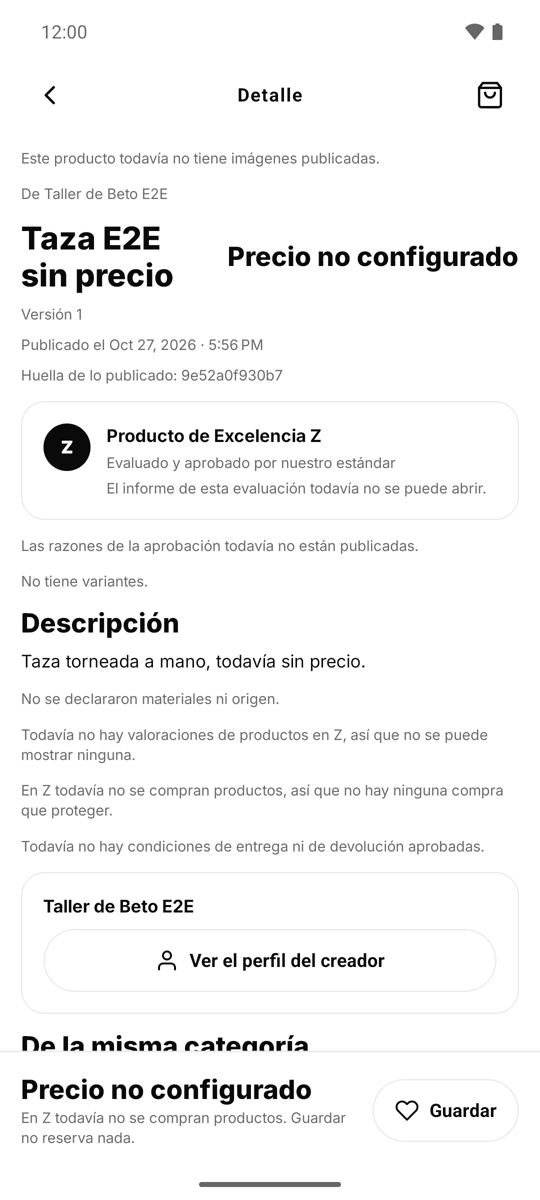 12:00
Detalle
Este producto todavía no tiene imágenes publicadas.
De Taller de Beto E2E
Taza E2E
sin precio
Precio no configurado
Versión 1
Publicado el Oct 27, 2026 · 5:56 PM
Huella de lo publicado: 9e52a0f930b7
Z
Producto de Excelencia Z
Evaluado y aprobado por nuestro estándar
El informe de esta evaluación todavía no se puede abrir.
Las razones de la aprobación todavía no están publicadas.
No tiene variantes.
Descripción
Taza torneada a mano, todavía sin precio.
No se declararon materiales ni origen.
Todavía no hay valoraciones de productos en Z, así que no se puede
mostrar ninguna.
En Z todavía no se compran productos, así que no hay ninguna compra
que proteger.
Todavía no hay condiciones de entrega ni de devolución aprobadas.
Taller de Beto E2E
Ver el perfil del creador
De la misma categoría
Precio no configurado
En Z todavía no se compran productos. Guardar
no reserva nada.
Guardar